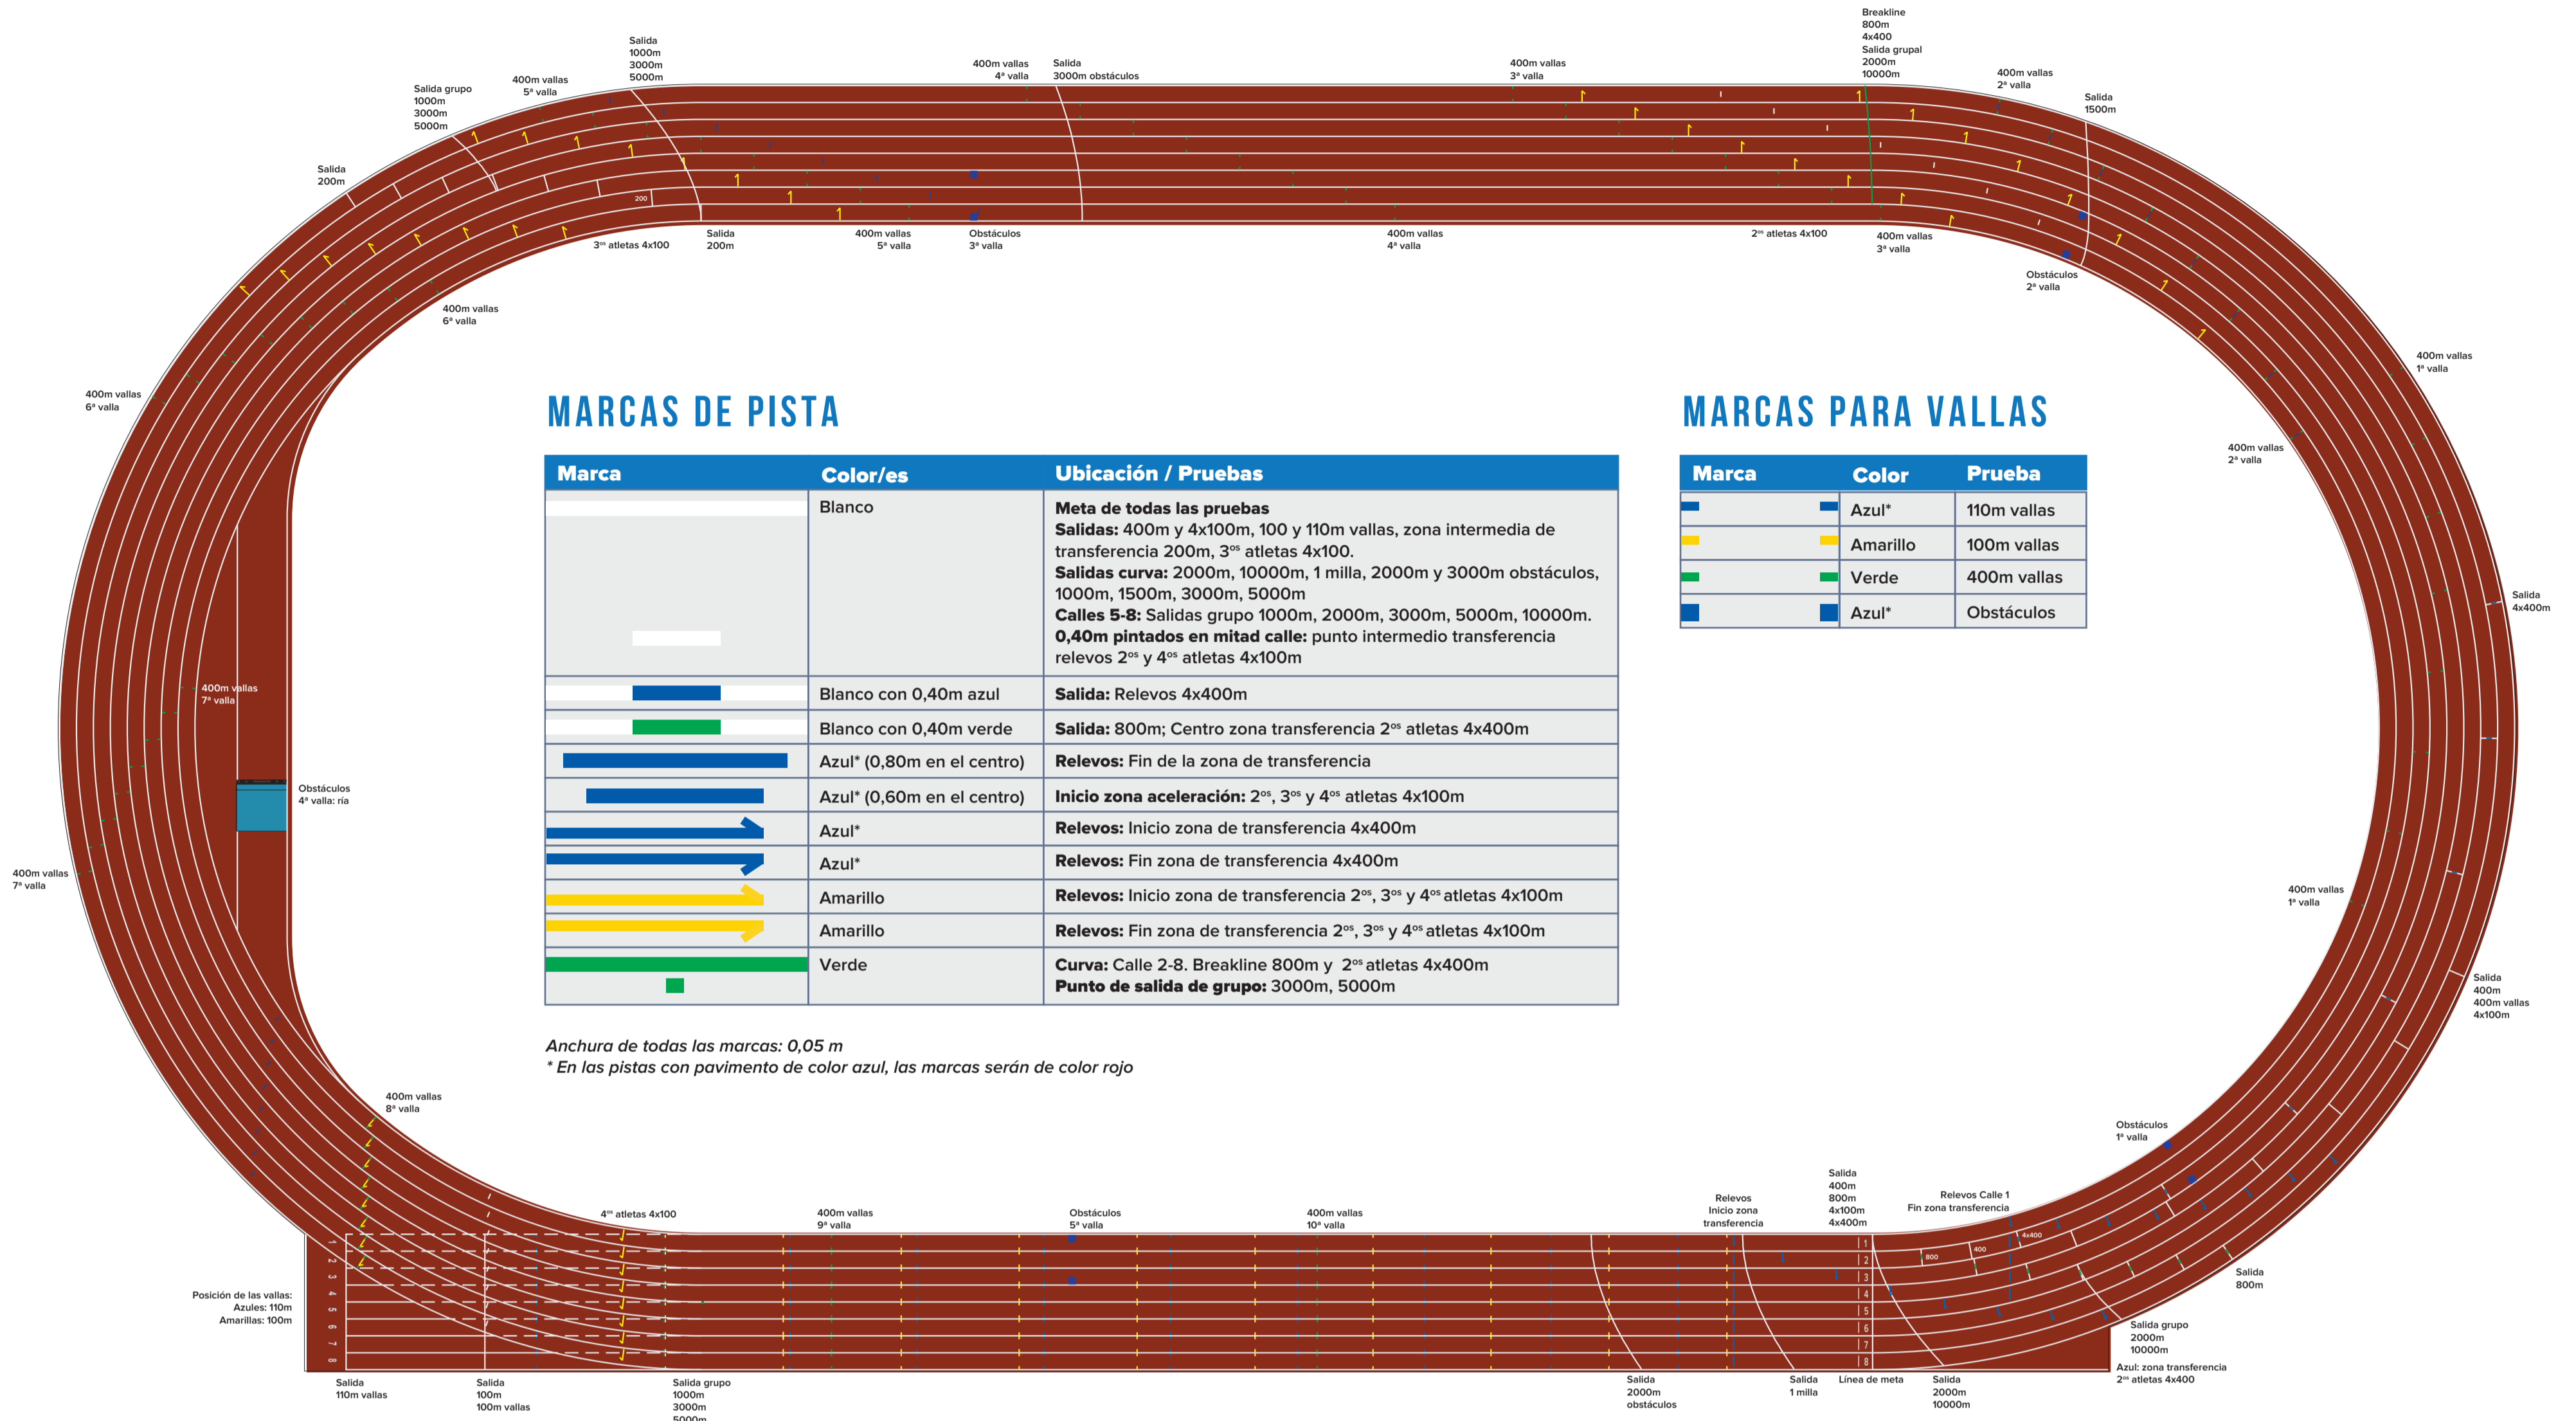 Breakline
800m
4x400
Salida grupal
2000m
10000m
Salida
1000m
3000m
5000m
400m vallas
4ª valla
Salida
3000m obstáculos
400m vallas
3ª valla
400m vallas
2ª valla
400m vallas
5ª valla
Salida grupo
1000m
3000m
5000m
Salida
1500m
Salida
200m
200
3ºˢ atletas 4x100
Salida
200m
400m vallas
5ª valla
Obstáculos
3ª valla
400m vallas
4ª valla
2ºˢ atletas 4x100
400m vallas
3ª valla
Obstáculos
2ª valla
400m vallas
6ª valla
400m vallas
6ª valla
400m vallas
1ª valla
400m vallas
2ª valla
MARCAS DE PISTA
Marca Color/es Ubicación / Pruebas
Blanco
Meta de todas las pruebas
Salidas: 400m y 4x100m, 100 y 110m vallas, zona intermedia de
transferencia 200m, 3ºˢ atletas 4x100.
Salidas curva: 2000m, 10000m, 1 milla, 2000m y 3000m obstáculos,
1000m, 1500m, 3000m, 5000m
Calles 5-8: Salidas grupo 1000m, 2000m, 3000m, 5000m, 10000m.
0,40m pintados en mitad calle: punto intermedio transferencia
relevos 2ºˢ y 4ºˢ atletas 4x100m
Blanco con 0,40m azul Salida: Relevos 4x400m
Blanco con 0,40m verde Salida: 800m; Centro zona transferencia 2ºˢ atletas 4x400m
Azul* (0,80m en el centro) Relevos: Fin de la zona de transferencia
Azul* (0,60m en el centro) Inicio zona aceleración: 2ºˢ, 3ºˢ y 4ºˢ atletas 4x100m
Azul* Relevos: Inicio zona de transferencia 4x400m
Azul* Relevos: Fin zona de transferencia 4x400m
Amarillo Relevos: Inicio zona de transferencia 2ºˢ, 3ºˢ y 4ºˢ atletas 4x100m
Amarillo Relevos: Fin zona de transferencia 2ºˢ, 3ºˢ y 4ºˢ atletas 4x100m
Verde Curva: Calle 2-8. Breakline 800m y 2ºˢ atletas 4x400m
Punto de salida de grupo: 3000m, 5000m
Anchura de todas las marcas: 0,05 m
* En las pistas con pavimento de color azul, las marcas serán de color rojo
MARCAS PARA VALLAS
Marca Color Prueba
Azul* 110m vallas
Amarillo 100m vallas
Verde 400m vallas
Azul* Obstáculos
Salida
4x400m
400m vallas
7ª valla
Obstáculos
4ª valla: ría
400m vallas
7ª valla
400m vallas
1ª valla
Salida
400m
400m vallas
4x100m
400m vallas
8ª valla
Obstáculos
1ª valla
Salida
400m
800m
4x100m
4x400m
Relevos
Inicio zona
transferencia
Relevos Calle 1
Fin zona transferencia
4ºˢ atletas 4x100
400m vallas
9ª valla
Obstáculos
5ª valla
400m vallas
10ª valla
1
2
3
4
5
6
7
8
1
2
3
4
5
6
7
8
800
400
4x400
Salida
800m
Posición de las vallas:
Azules: 110m
Amarillas: 100m
Salida grupo
2000m
10000m
Azul: zona transferencia
2ºˢ atletas 4x400
Salida
110m vallas
Salida
100m
100m vallas
Salida grupo
1000m
3000m
5000m
Salida
2000m
obstáculos
Salida
1 milla
Línea de meta
Salida
2000m
10000m